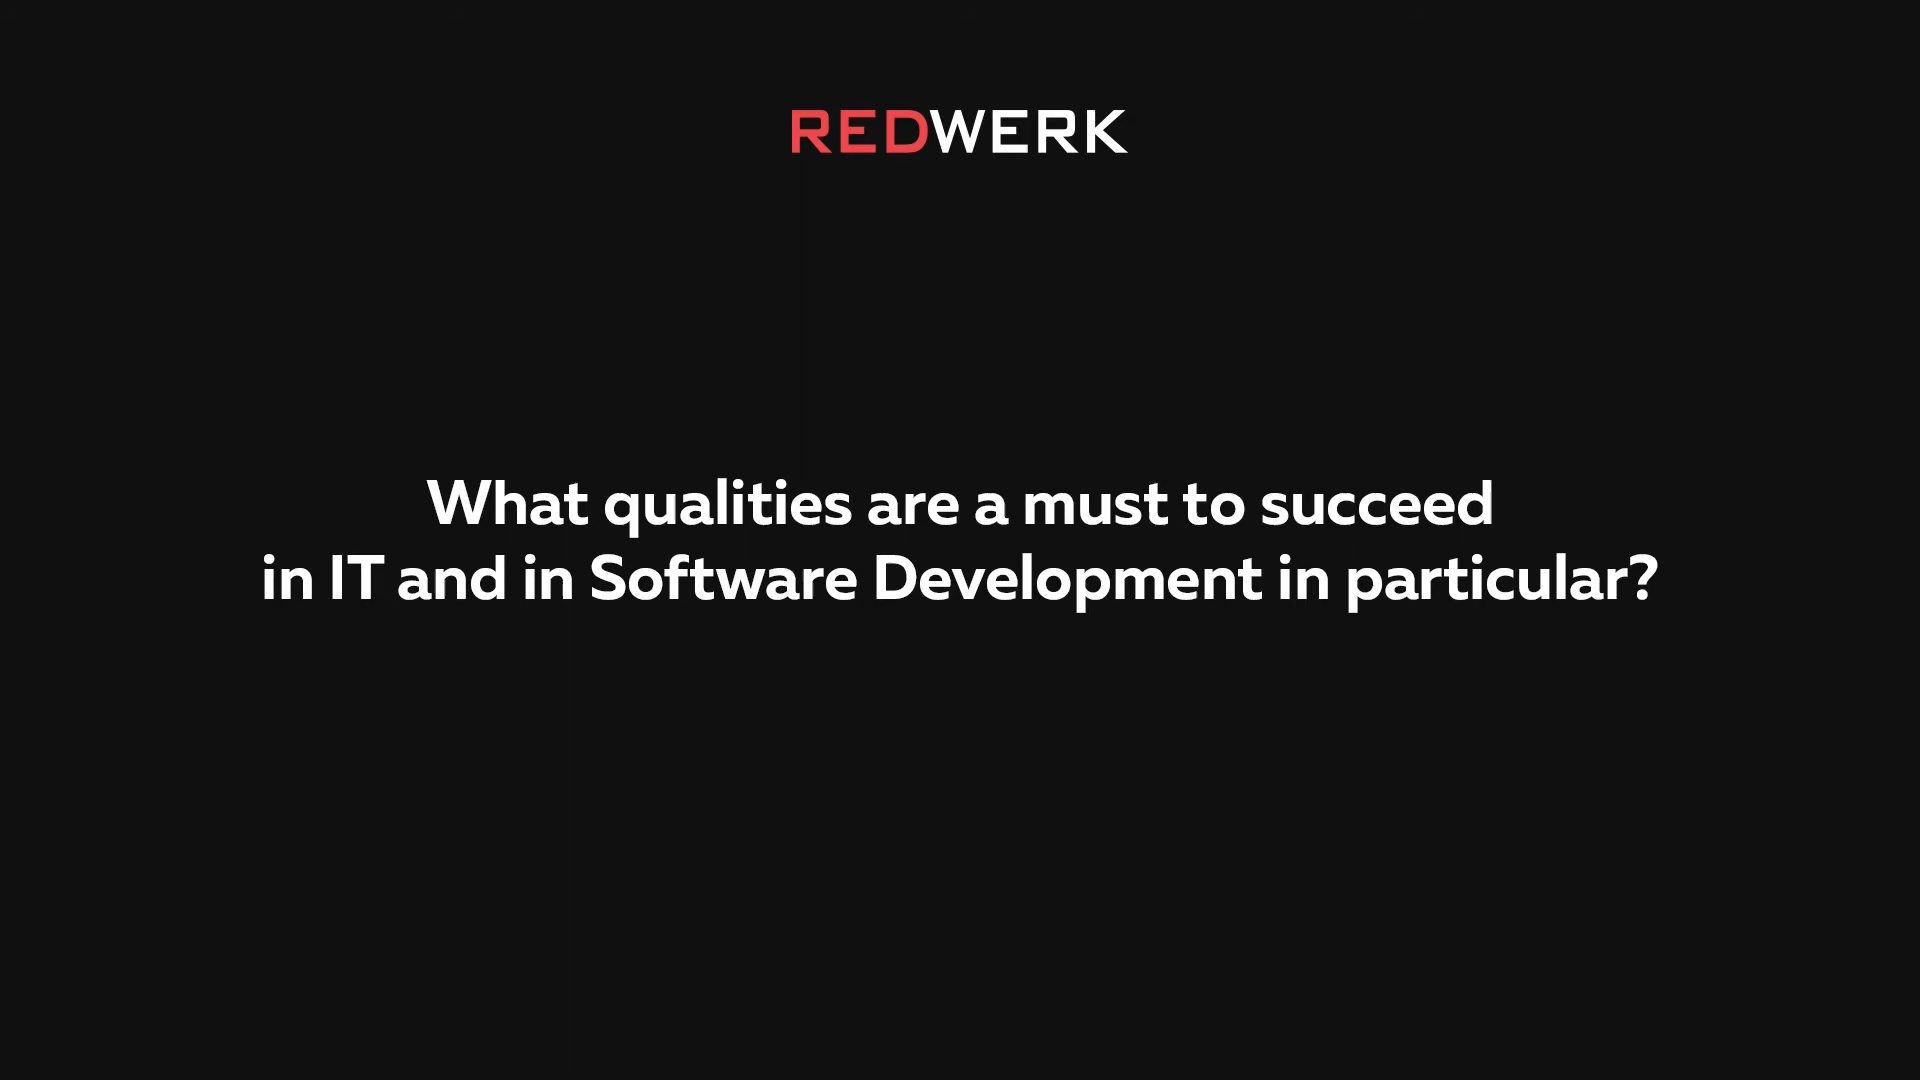 REDWERK
What qualities are a must to succeed
in IT and in Software Development in particular?